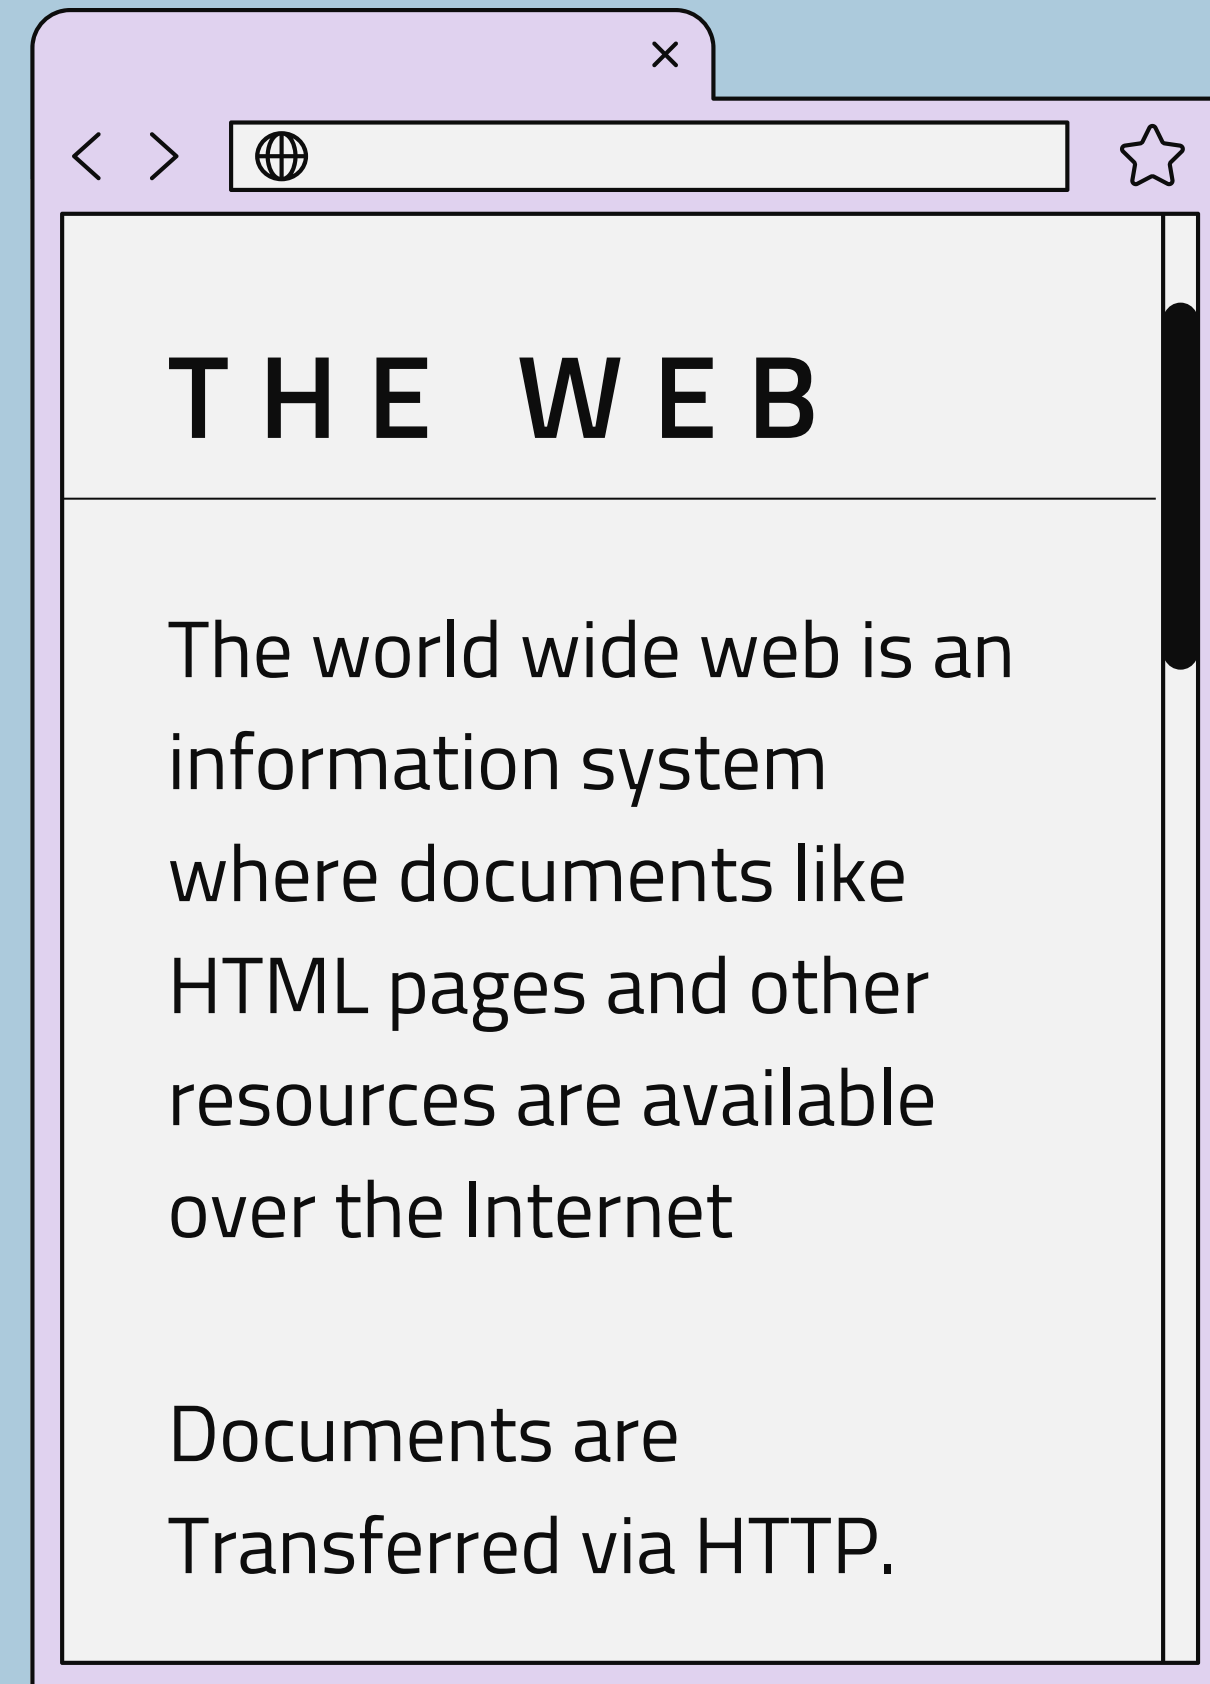 THE WEB
The world wide web is an
information system
where documents like
HTML pages and other
resources are available
over the Internet
Documents are
Transferred via HTTP.